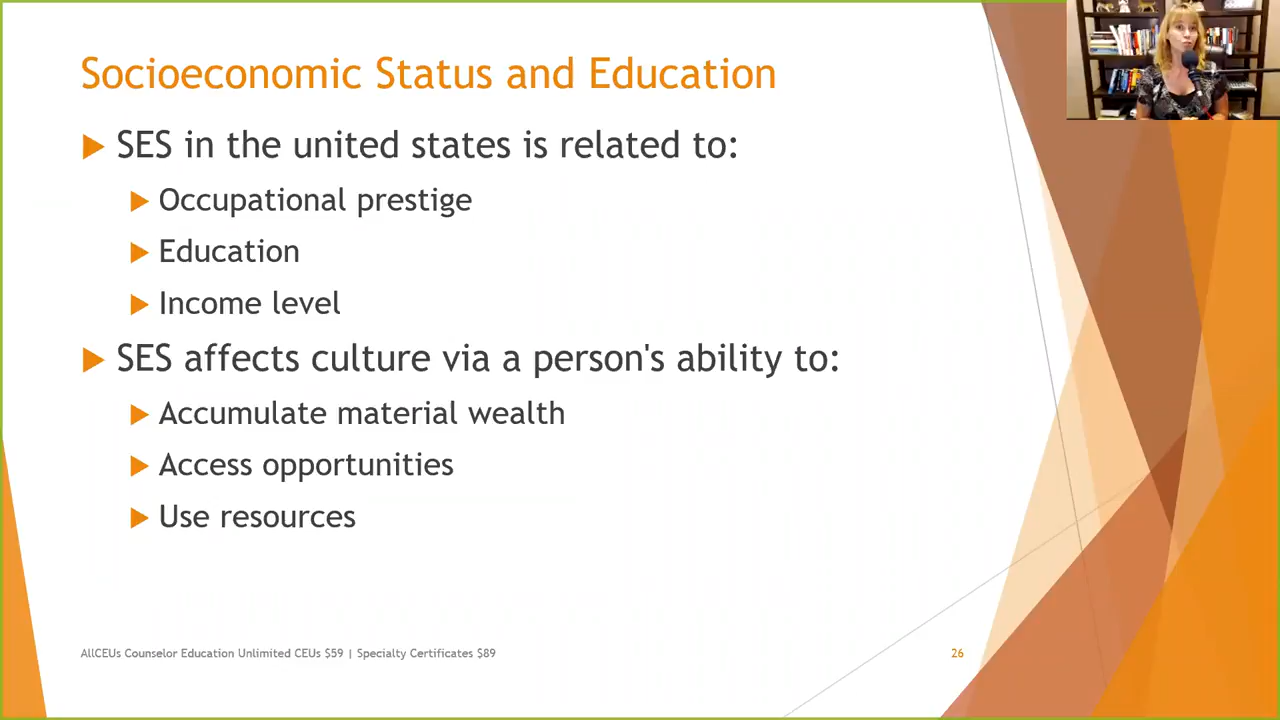 Socioeconomic Status and Education
SES in the united states is related to:
Occupational prestige
Education
Income level
SES affects culture via a person's ability to:
Accumulate material wealth
Access opportunities
Use resources
AllCEUs Counselor Education Unlimited CEUs $59 | Specialty Certificates $89
26